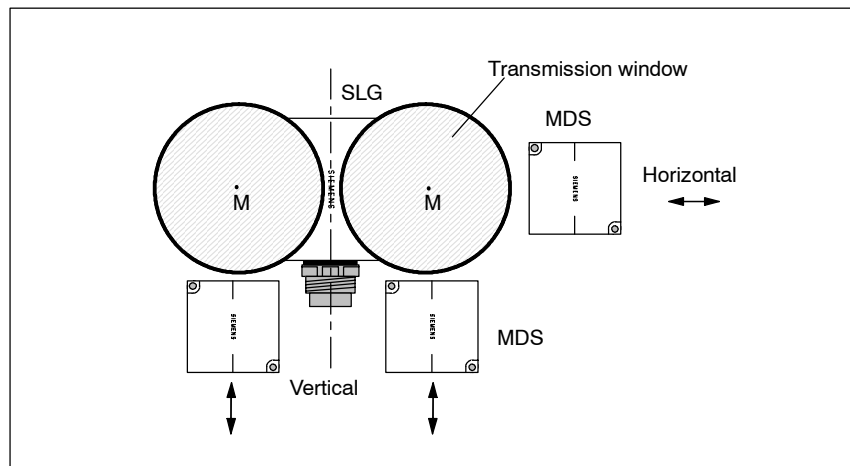 Transmission window
SLG
MDS
SIEMENS
SIEMENS
Horizontal
M
M
SIEMENS
SIEMENS
MDS
Vertical